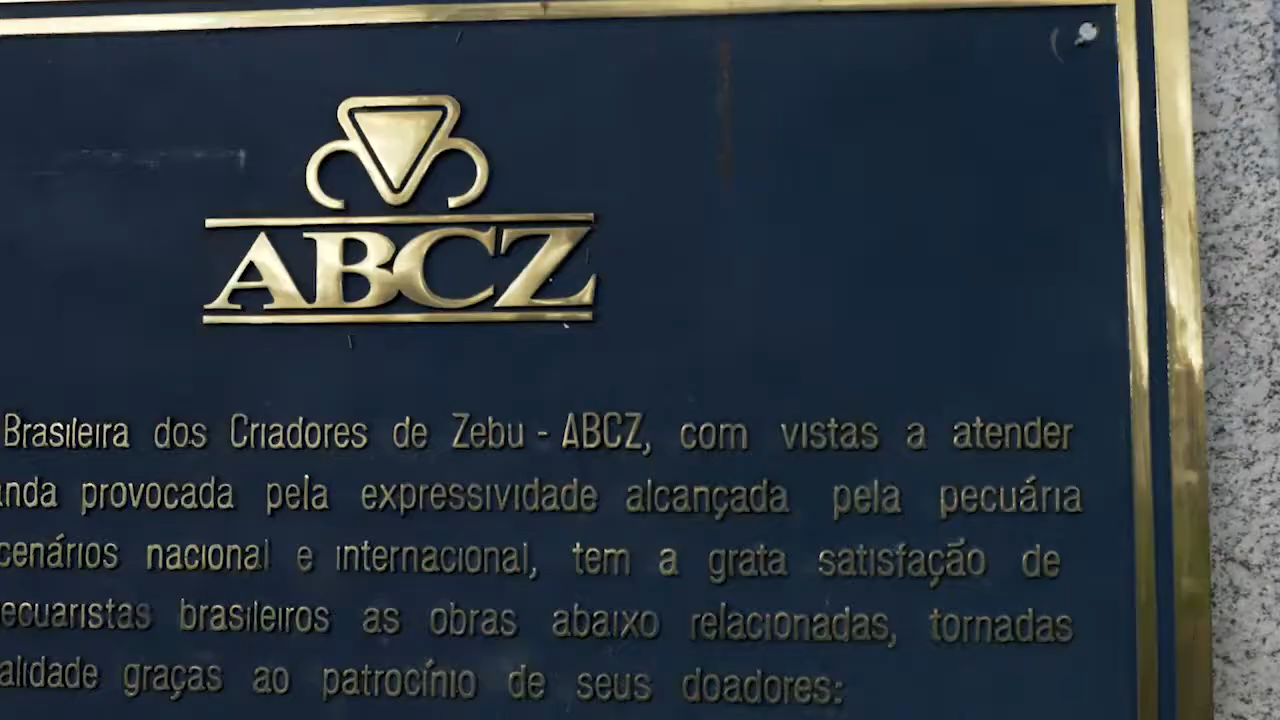 ABCZ
Brasileira dos Criadores de Zebu - ABCZ, com vistas a atender
anda provocada pela expressividade alcançada pela pecuária
cenários nacional e internacional, tem a grata satisfação de
ecuaristas brasileiros as obras abaixo relacionadas, tornadas
alidade graças ao patrocínio de seus doadores: